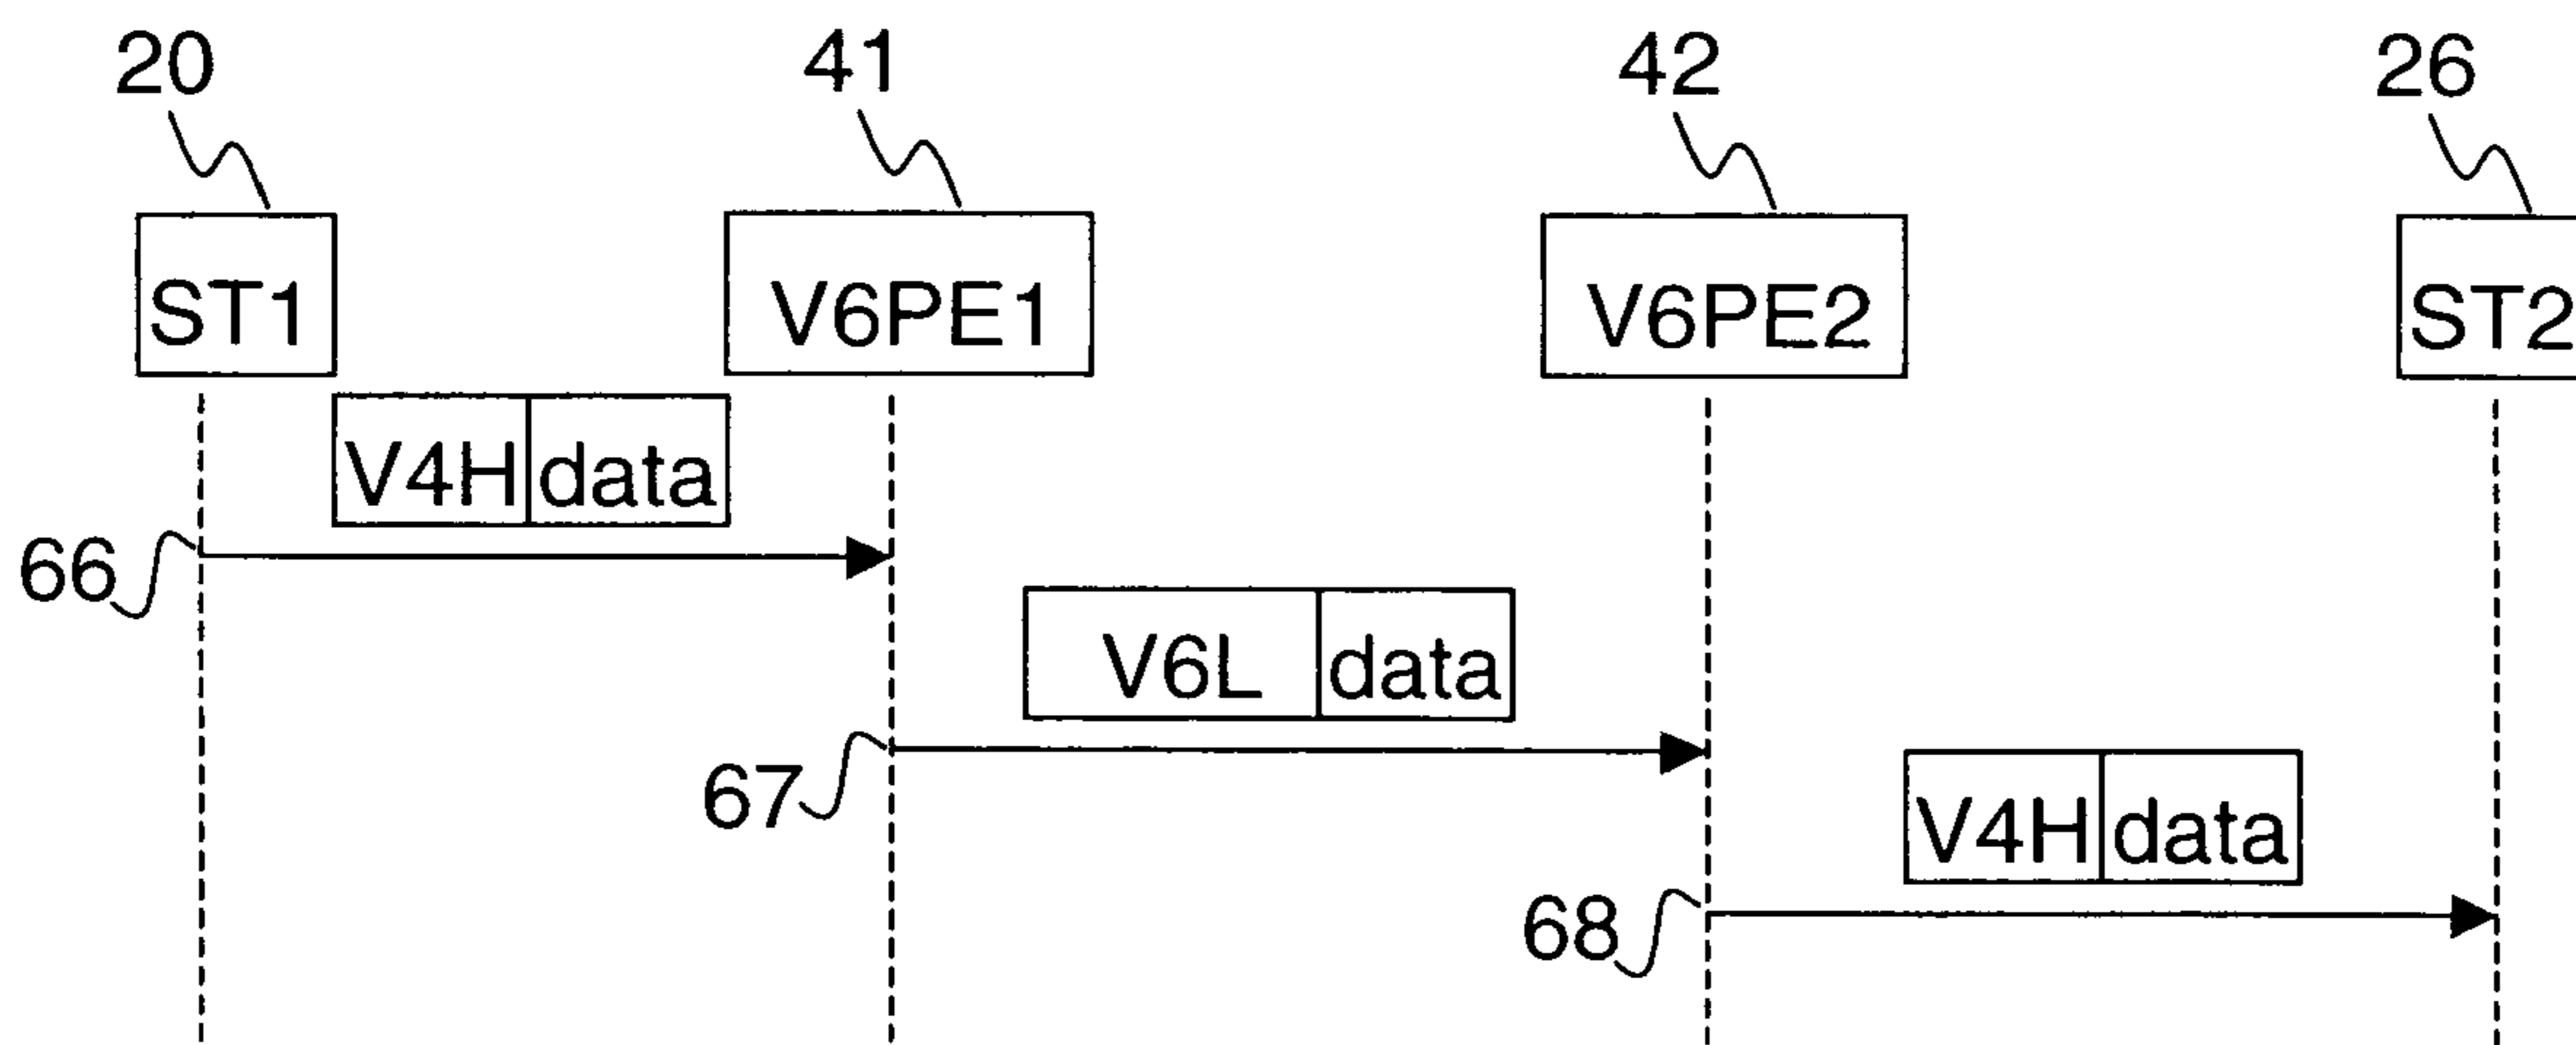 20 41 42 26
ST1 V6PE1 V6PE2 ST2
V4H data
66
V6L data
67
V4H data
68